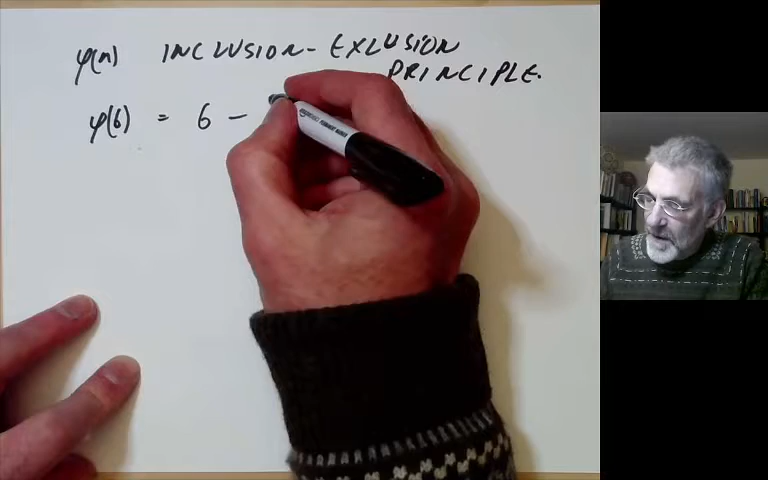 φ(n) INCLUSION-EXLUSION
PRINCIPLE.
φ(6) = 6 -